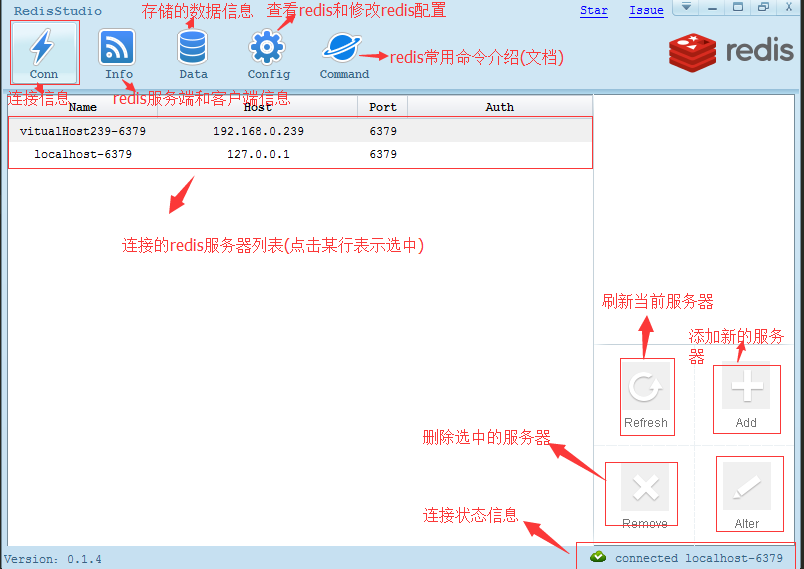 RedisStudio
存储的数据信息
查看redis和修改redis配置
Star
Issue
Conn
Info
Data
Config
Command
redis常用命令介绍(文档)
redis
连接信息
redis服务端和客户端信息
Name
Host
Port
Auth
vitualHost239-6379
192.168.0.239
6379
localhost-6379
127.0.0.1
6379
连接的redis服务器列表(点击某行表示选中)
刷新当前服务器
添加新的服务
器
Refresh
Add
删除选中的服务器
Remove
Alter
连接状态信息
Version: 0.1.4
connected localhost-6379